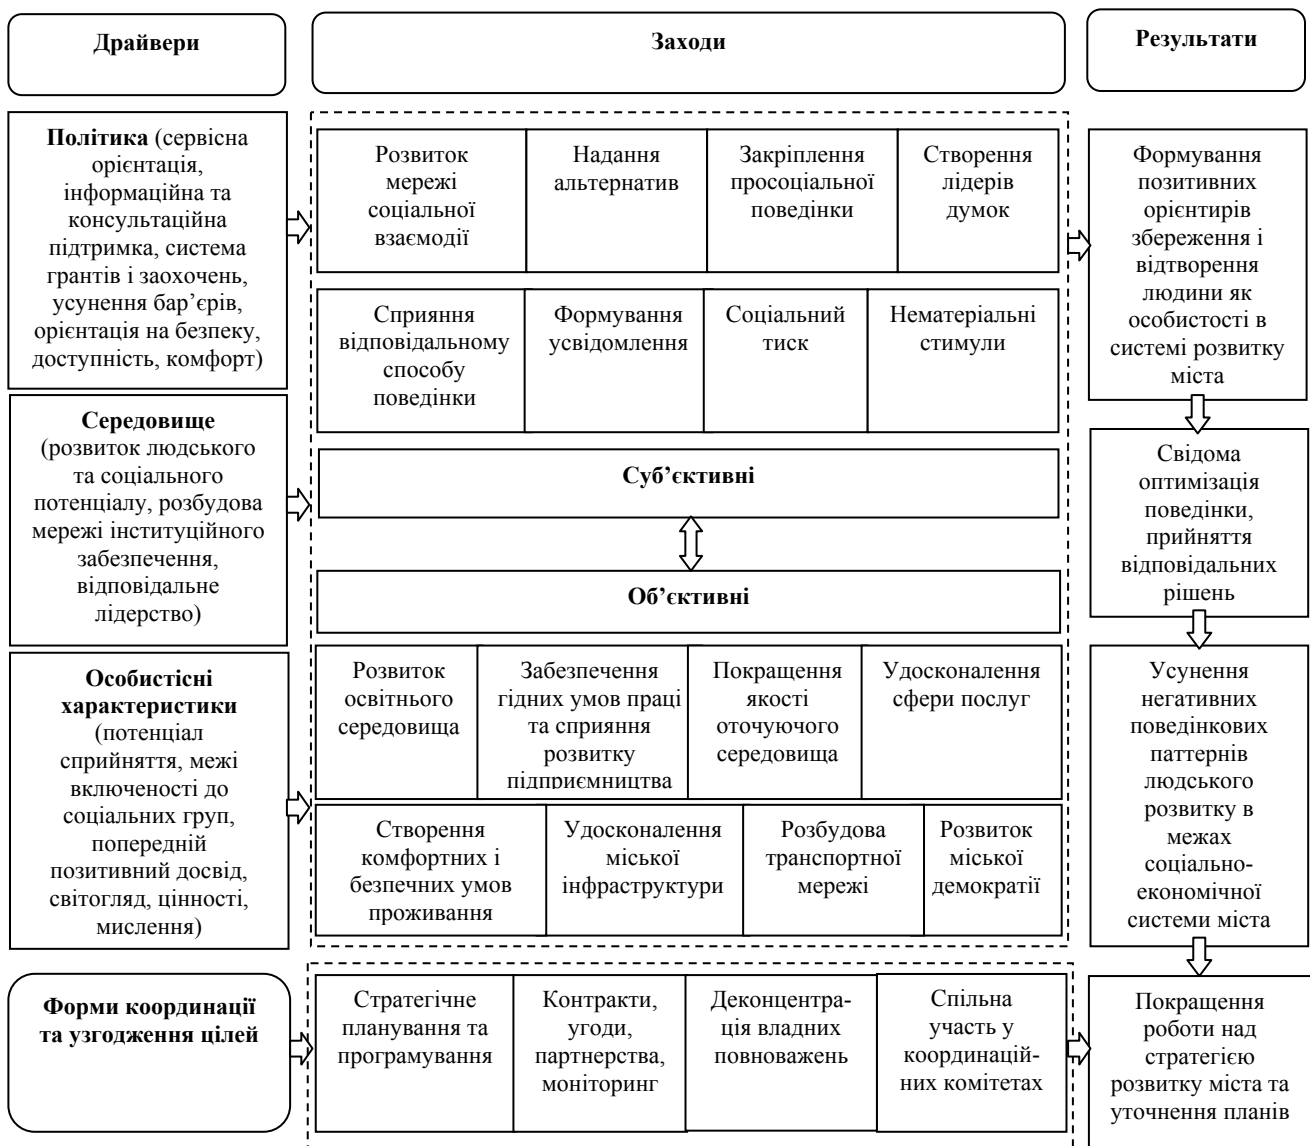 Драйвери
Заходи
Результати
Політика (сервісна
орієнтація,
інформаційна та
консультаційна
підтримка, система
грантів і заохочень,
усунення бар’єрів,
орієнтація на безпеку,
доступність, комфорт)
Середовище
(розвиток людського
та соціального
потенціалу, розбудова
мережі інституційного
забезпечення,
відповідальне
лідерство)
Особистісні
характеристики
(потенціал
сприйняття, межі
включеності до
соціальних груп,
попередній
позитивний досвід,
світогляд, цінності,
мислення)
Розвиток
мережі
соціальної
взаємодії
Надання
альтернатив
Закріплення
просоціальної
поведінки
Створення
лідерів
думок
Сприяння
відповідальному
способу
поведінки
Формування
усвідомлення
Соціальний
тиск
Нематеріальні
стимули
Суб’єктивні
Об’єктивні
Розвиток
освітнього
середовища
Забезпечення
гідних умов праці
та сприяння
розвитку
підприємництва
Покращення
якості
оточуючого
середовища
Удосконалення
сфери послуг
Створення
комфортних і
безпечних умов
проживання
Удосконалення
міської
інфраструктури
Розбудова
транспортної
мережі
Розвиток
міської
демократії
Формування
позитивних
орієнтирів
збереження і
відтворення
людини як
особистості в
системі розвитку
міста
Свідома
оптимізація
поведінки,
прийняття
відповідальних
рішень
Усунення
негативних
поведінкових
паттернів
людського
розвитку в
межах
соціально-
економічної
системи міста
Форми координації
та узгодження цілей
Стратегічне
планування та
програмування
Контракти,
угоди,
партнерства,
моніторинг
Деконцентра-
ція владних
повноважень
Спільна
участь у
координацій-
них комітетах
Покращення
роботи над
стратегією
розвитку міста та
уточнення планів